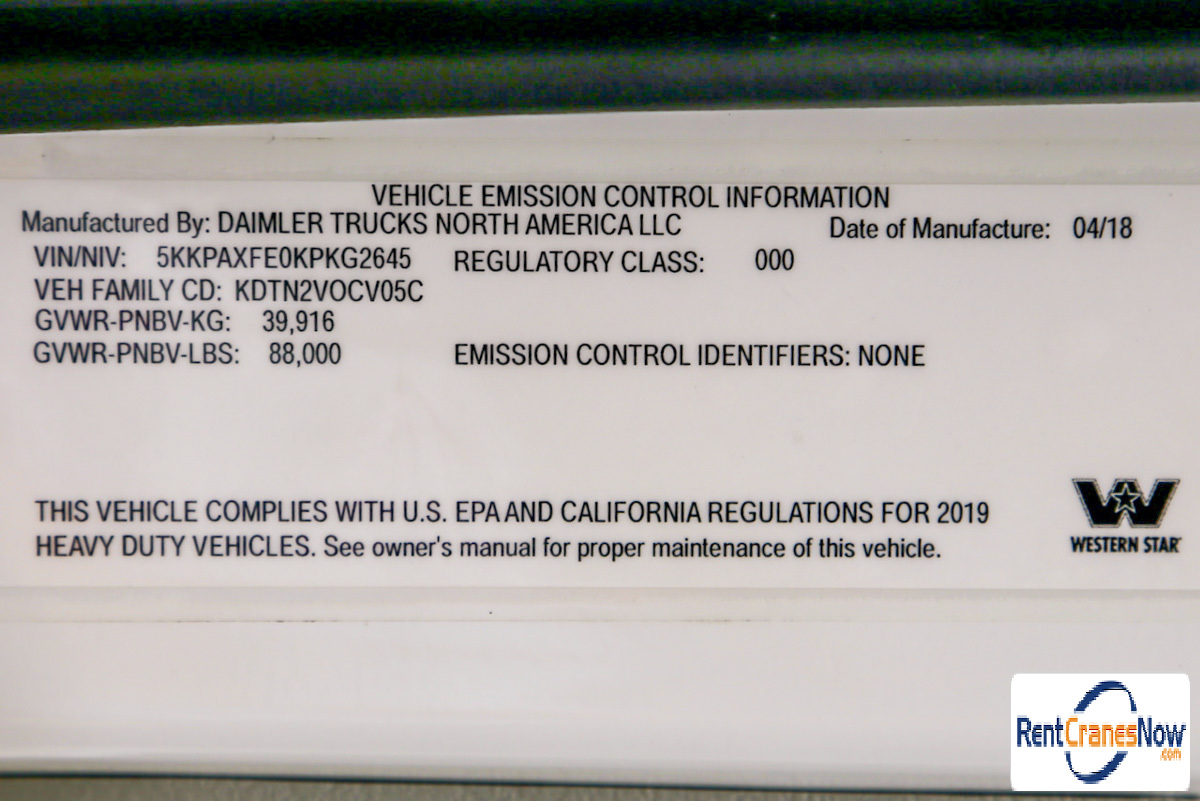 VEHICLE EMISSION CONTROL INFORMATION
Manufactured By: DAIMLER TRUCKS NORTH AMERICA LLC Date of Manufacture: 04/18
VIN/NIV: 5KKPAXFE0KPKG2645 REGULATORY CLASS: 000
VEH FAMILY CD: KDTN2VOCV05C
GVWR-PNBV-KG: 39,916
GVWR-PNBV-LBS: 88,000 EMISSION CONTROL IDENTIFIERS: NONE
THIS VEHICLE COMPLIES WITH U.S. EPA AND CALIFORNIA REGULATIONS FOR 2019
HEAVY DUTY VEHICLES. See owner's manual for proper maintenance of this vehicle.
WESTERN STAR
RentCranesNow
.com